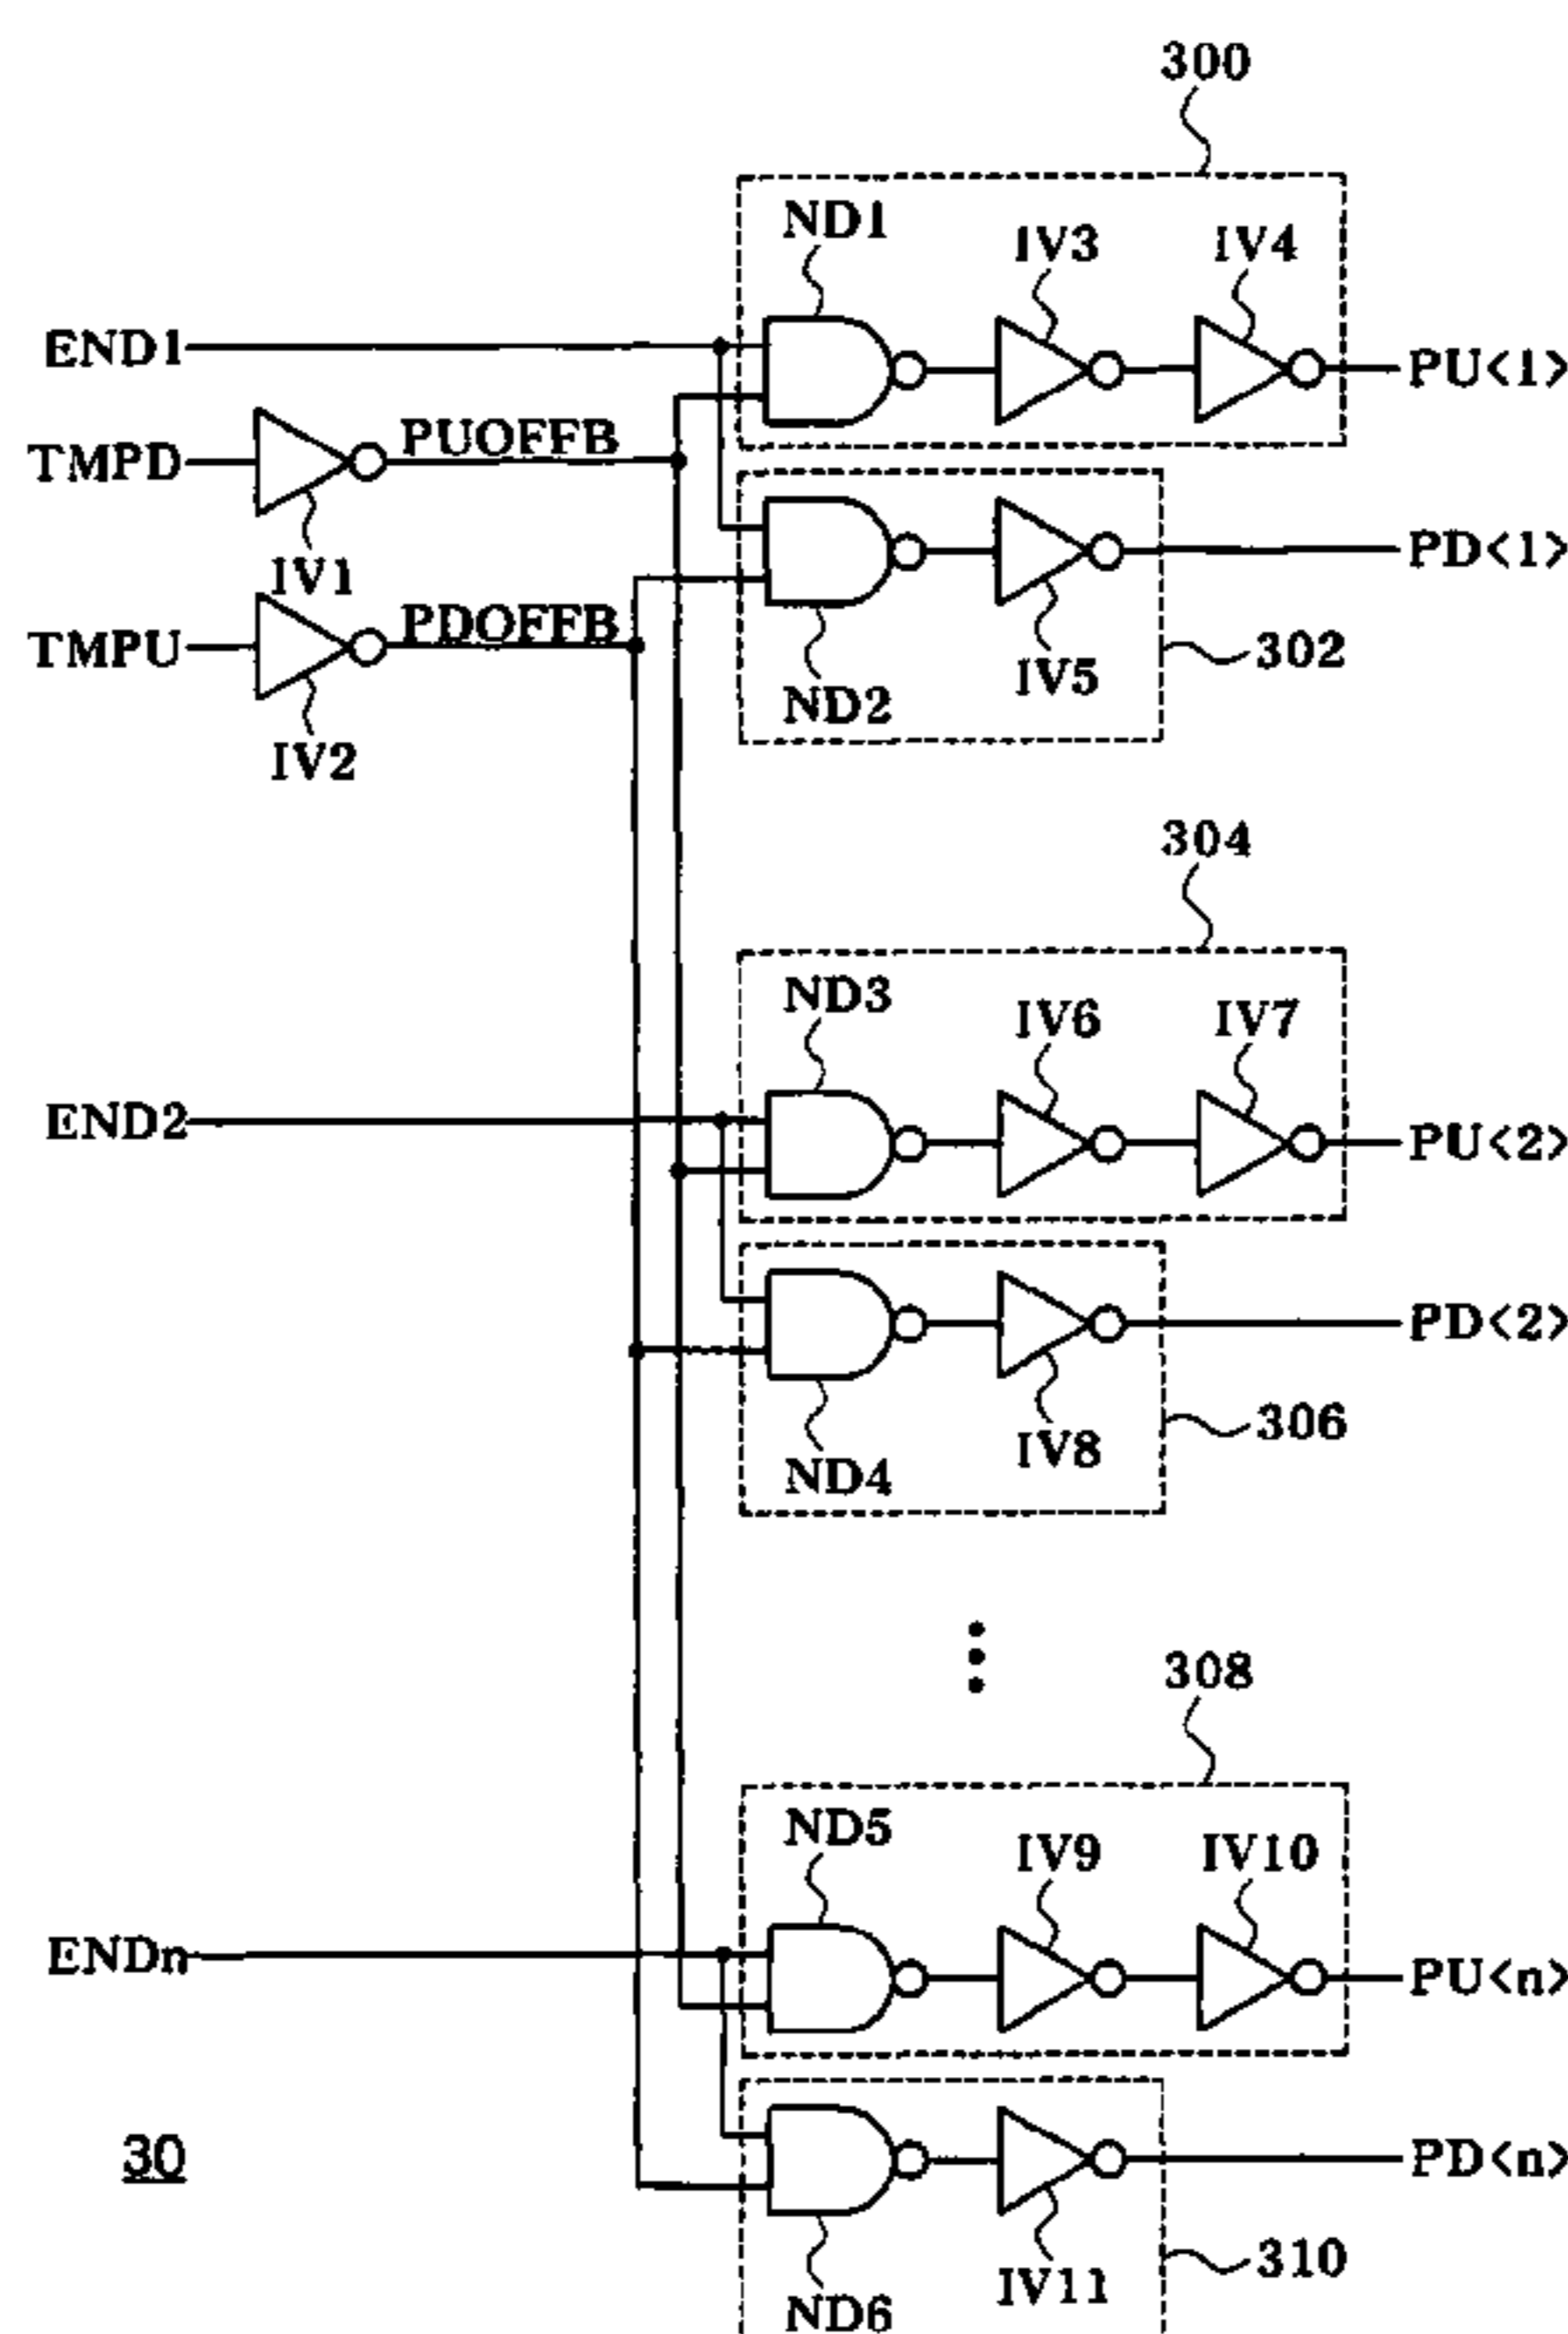 300
ND1
IV3
IV4
END1
PU<1>
TMPD
PUOFFB
IV1
PD<1>
TMPU
PDOFFB
302
IV5
ND2
IV2
304
ND3
IV6
IV7
END2
PU<2>
PD<2>
306
IV8
ND4
308
ND5
IV9
IV10
ENDn
PU<n>
30
PD<n>
310
IV11
ND6